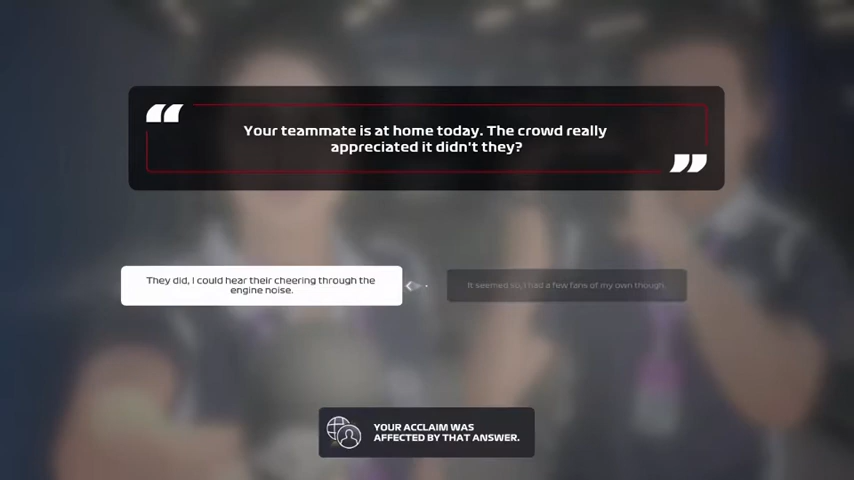 Your teammate is at home today. The crowd really
appreciated it didn't they?
They did, I could hear their cheering through the
engine noise.
It seemed so, I had a few fans of my own though.
YOUR ACCLAIM WAS
AFFECTED BY THAT ANSWER.